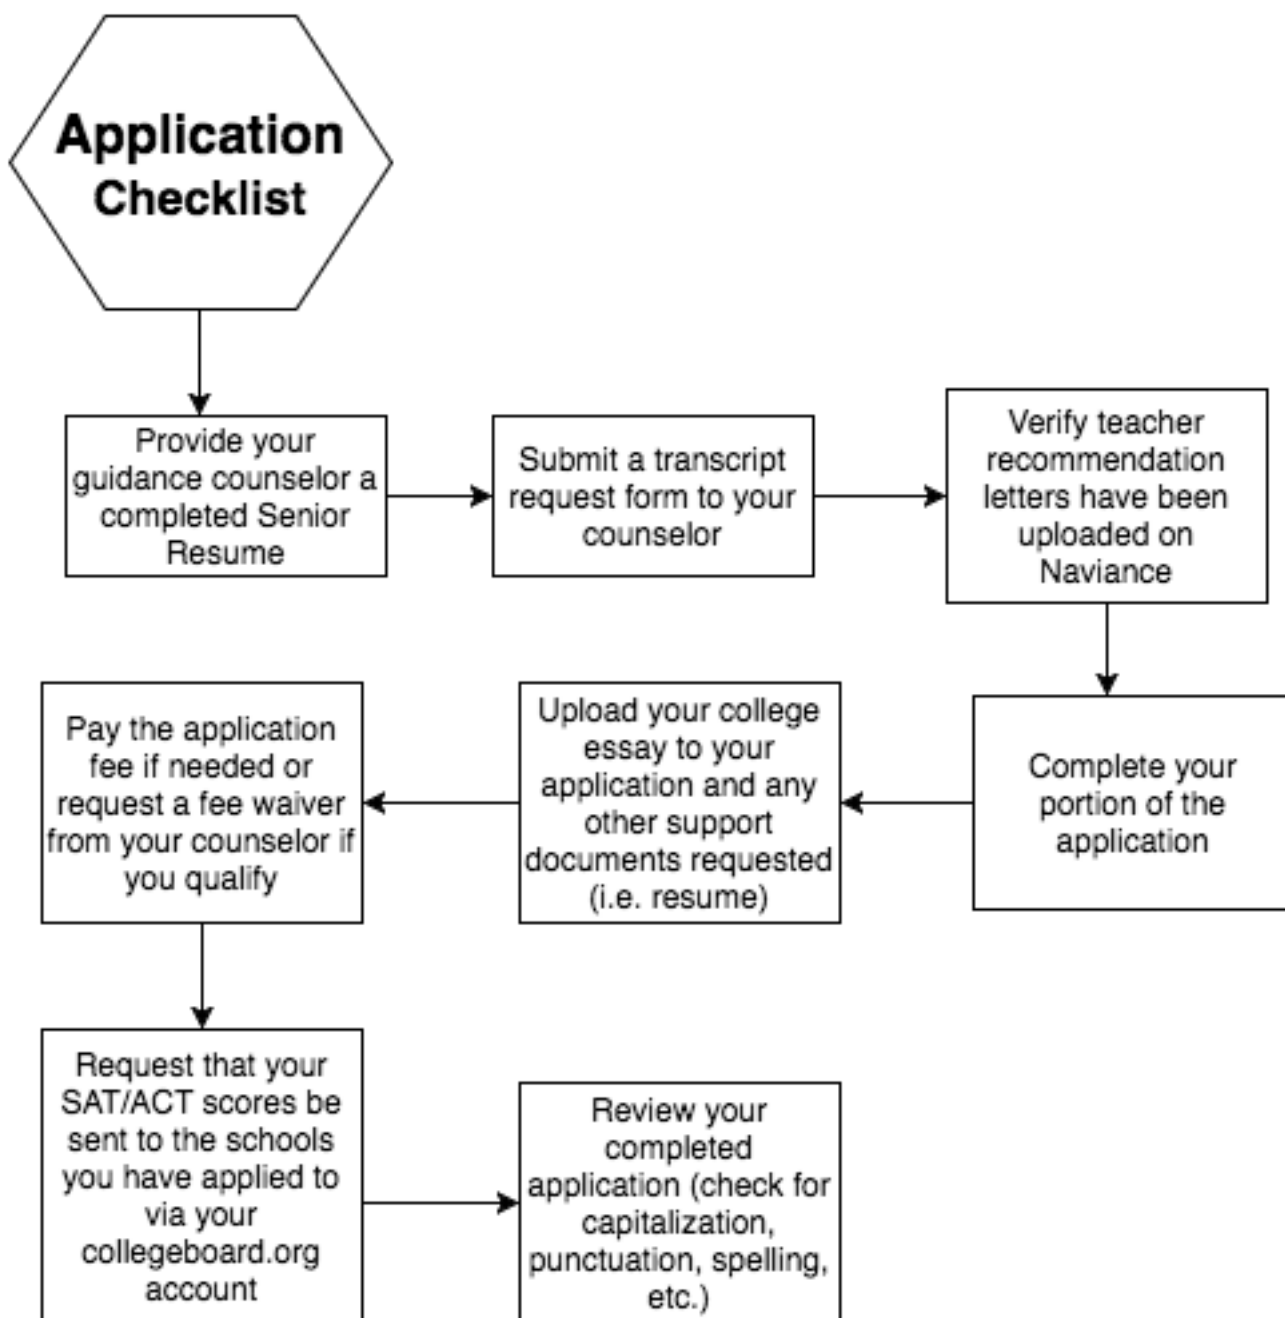 Application
Checklist
Provide your
guidance counselor a
completed Senior
Resume
Submit a transcript
request form to your
counselor
Verify teacher
recommendation
letters have been
uploaded on
Naviance
Complete your
portion of the
application
Upload your college
essay to your
application and any
other support
documents requested
(i.e. resume)
Pay the application
fee if needed or
request a fee waiver
from your counselor if
you qualify
Request that your
SAT/ACT scores be
sent to the schools
you have applied to
via your
collegeboard.org
account
Review your
completed
application (check for
capitalization,
punctuation, spelling,
etc.)